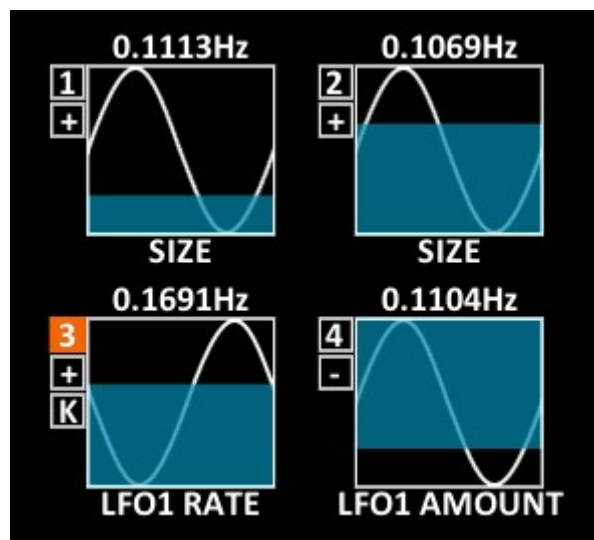 0.1113Hz
1
+
SIZE
0.1069Hz
2
+
SIZE
0.1691Hz
3
+
K
LFO1 RATE
0.1104Hz
4
-
LFO1 AMOUNT